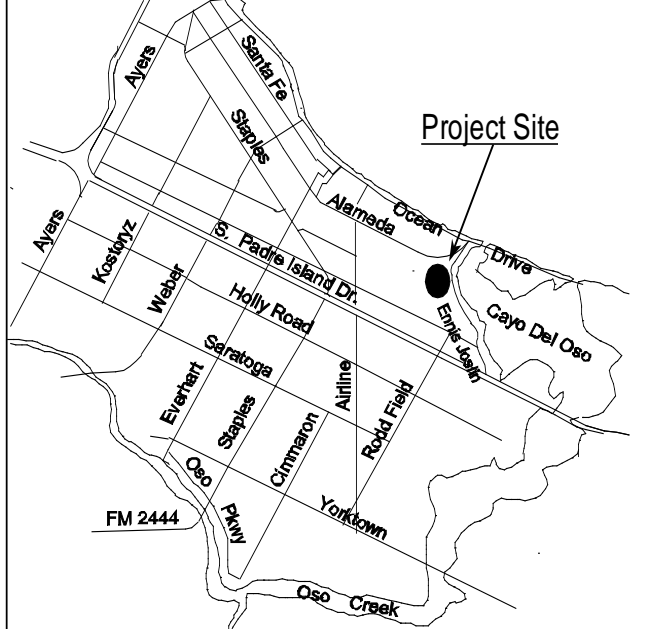 Ayers
Santa Fe
Staples
Project Site
Alameda
Ocean
Drive
Ayers
Kostoryz
Weber
S. Padre Island Dr.
Holly Road
Saratoga
Ennis Joslin
Cayo Del Oso
Everhart
Staples
Cimmaron
Airline
Rodd Field
Oso
Pkwy
Yorktown
FM 2444
Oso Creek